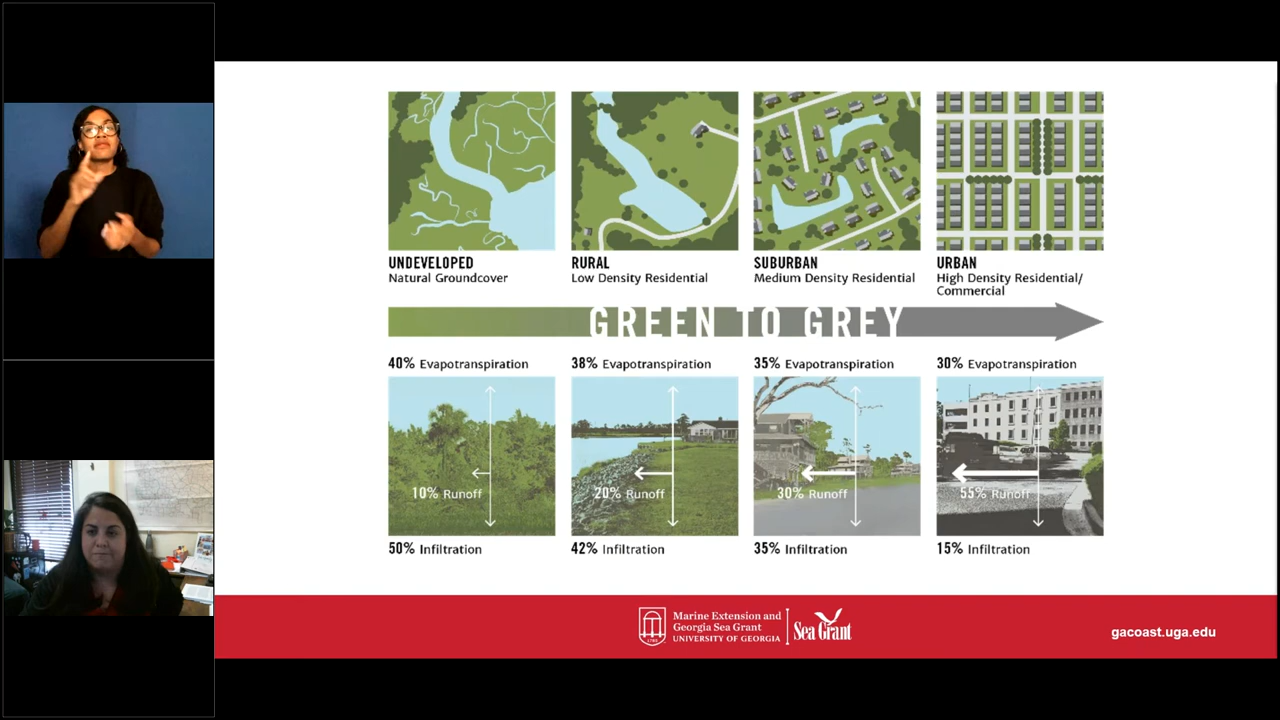 UNDEVELOPED
Natural Groundcover
RURAL
Low Density Residential
SUBURBAN
Medium Density Residential
URBAN
High Density Residential/
Commercial
GREEN TO GREY
40% Evapotranspiration
38% Evapotranspiration
35% Evapotranspiration
30% Evapotranspiration
10% Runoff
20% Runoff
30% Runoff
55% Runoff
50% Infiltration
42% Infiltration
35% Infiltration
15% Infiltration
1785
Marine Extension and
Georgia Sea Grant
UNIVERSITY OF GEORGIA
Sea Grant
gacoast.uga.edu